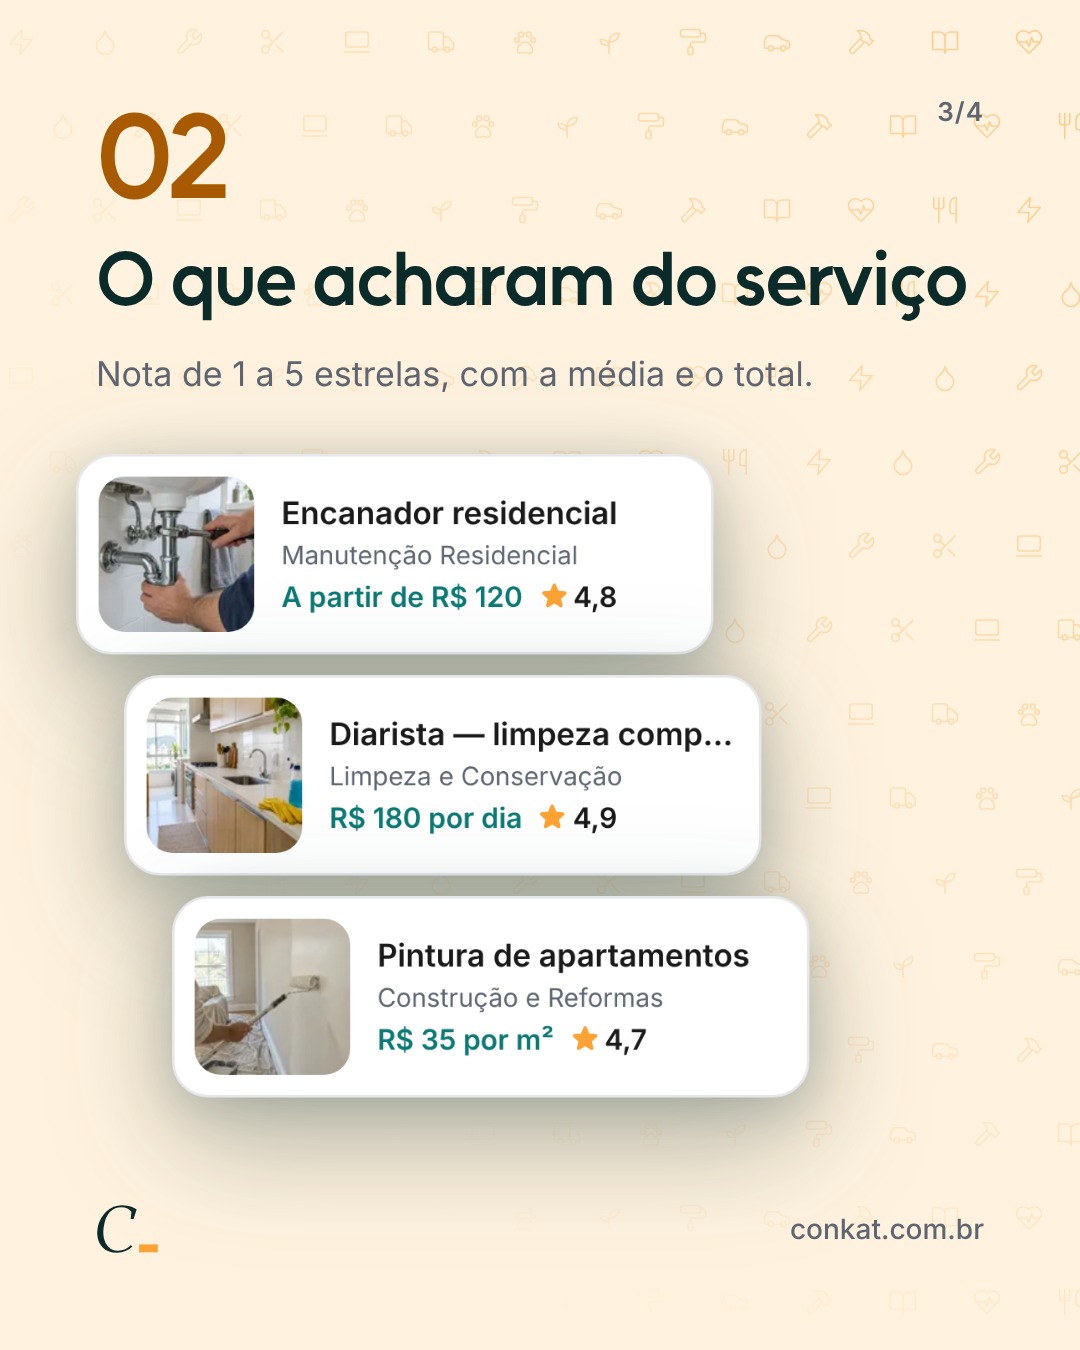 3/4
02
O que acharam do serviço
Nota de 1 a 5 estrelas, com a média e o total.
Encanador residencial
Manutenção Residencial
A partir de R$ 120 4,8
Diarista — limpeza comp...
Limpeza e Conservação
R$ 180 por dia 4,9
Pintura de apartamentos
Construção e Reformas
R$ 35 por m² 4,7
C_
conkat.com.br